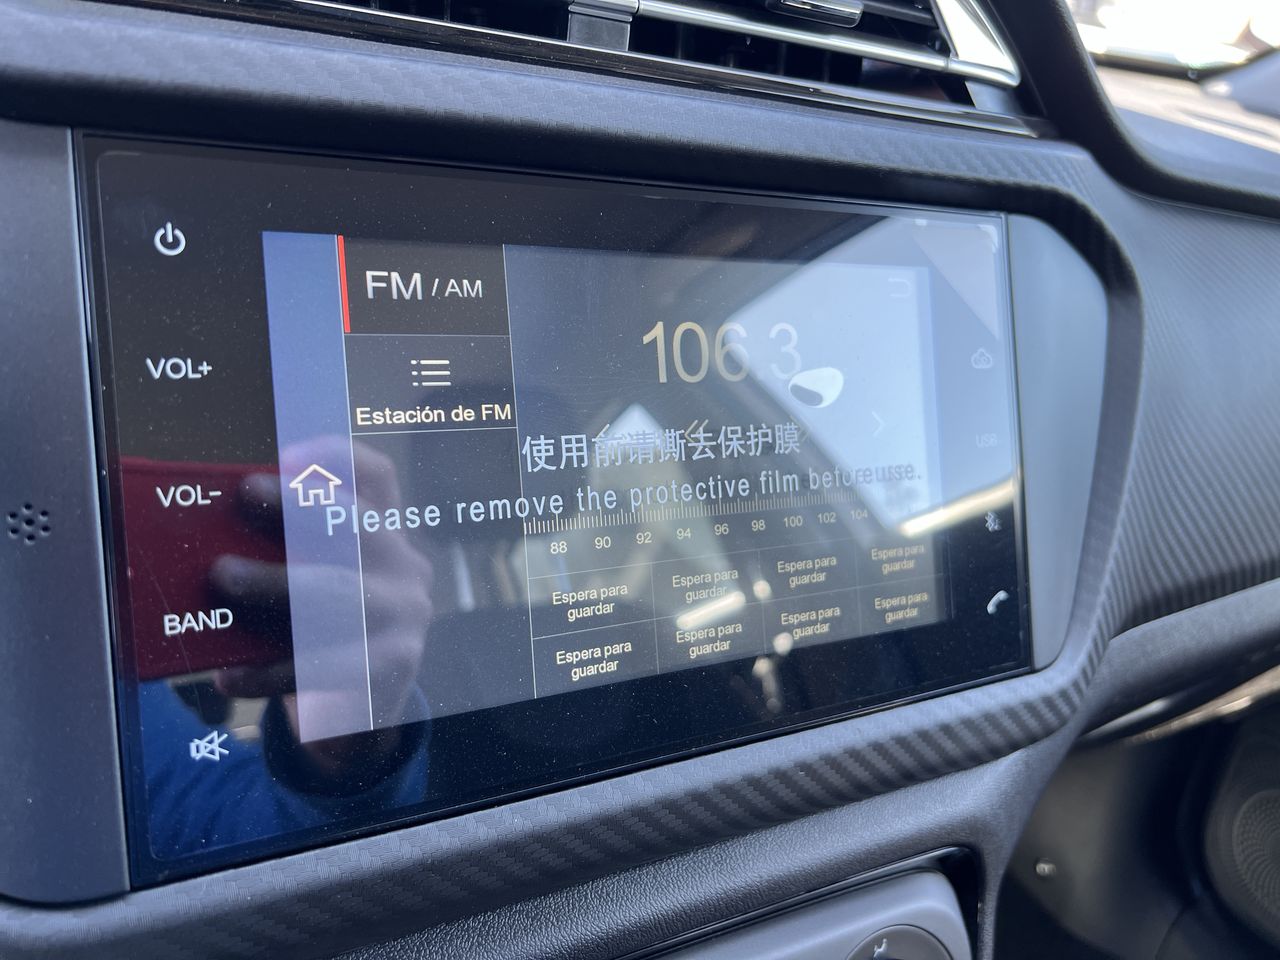 VOL+
VOL-
BAND
FM / AM
Estación de FM
106.3
使用前请撕去保护膜
Please remove the protective film before use.
88 90 92 94 96 98 100 102 104
Espera para guardar
Espera para guardar
Espera para guardar
Espera para guardar
Espera para guardar
Espera para guardar
Espera para guardar
Espera para guardar
USB